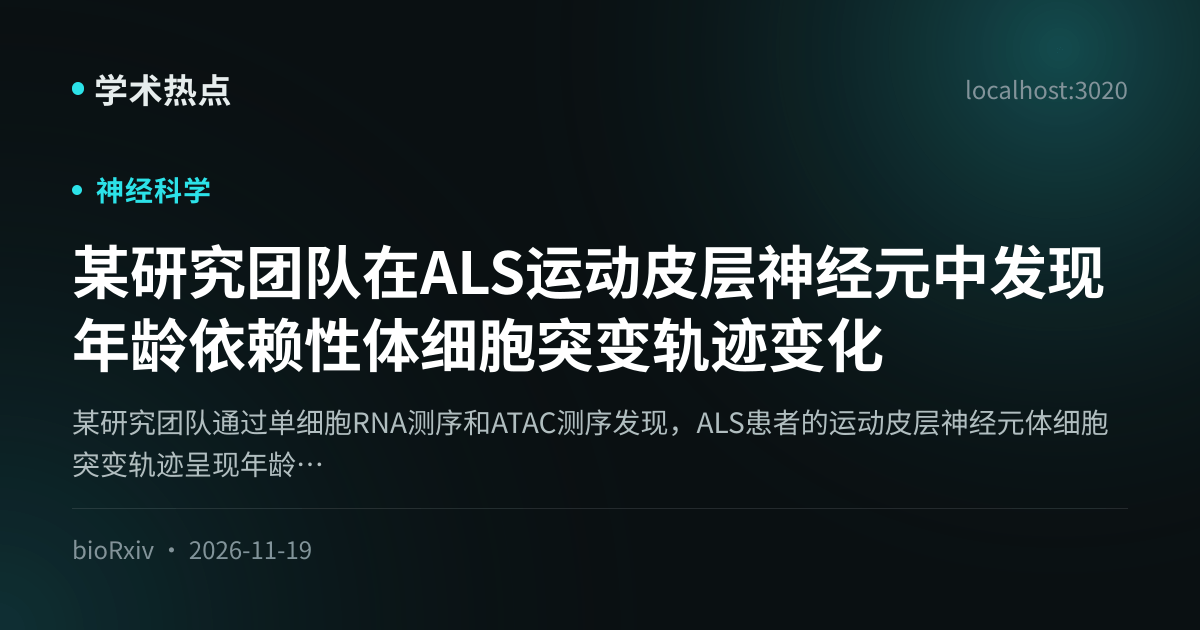 学术热点
localhost:3020
神经科学
某研究团队在ALS运动皮层神经元中发现
年龄依赖性体细胞突变轨迹变化
某研究团队通过单细胞RNA测序和ATAC测序发现，ALS患者的运动皮层神经元体细胞
突变轨迹呈现年龄…
bioRxiv • 2026-11-19